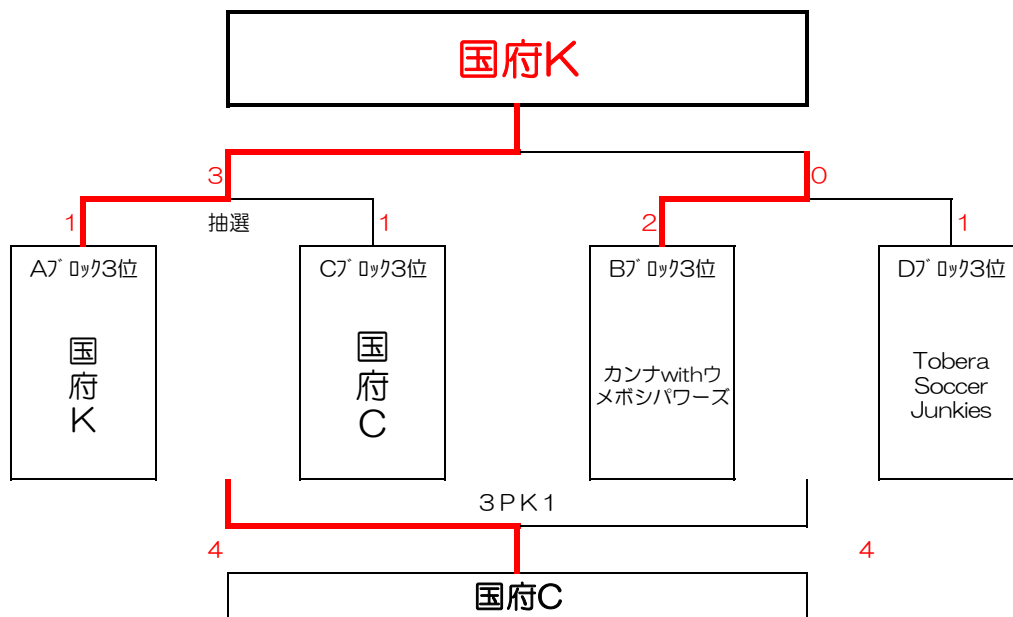 国府K
3
0
1
抽選
1
2
1
Aﾌﾞﾛｯｸ3位
Cﾌﾞﾛｯｸ3位
Bﾌﾞﾛｯｸ3位
Dﾌﾞﾛｯｸ3位
国府K
国府C
カンナwithウ
メボシパワーズ
Tobera
Soccer
Junkies
3PK1
4
4
国府C